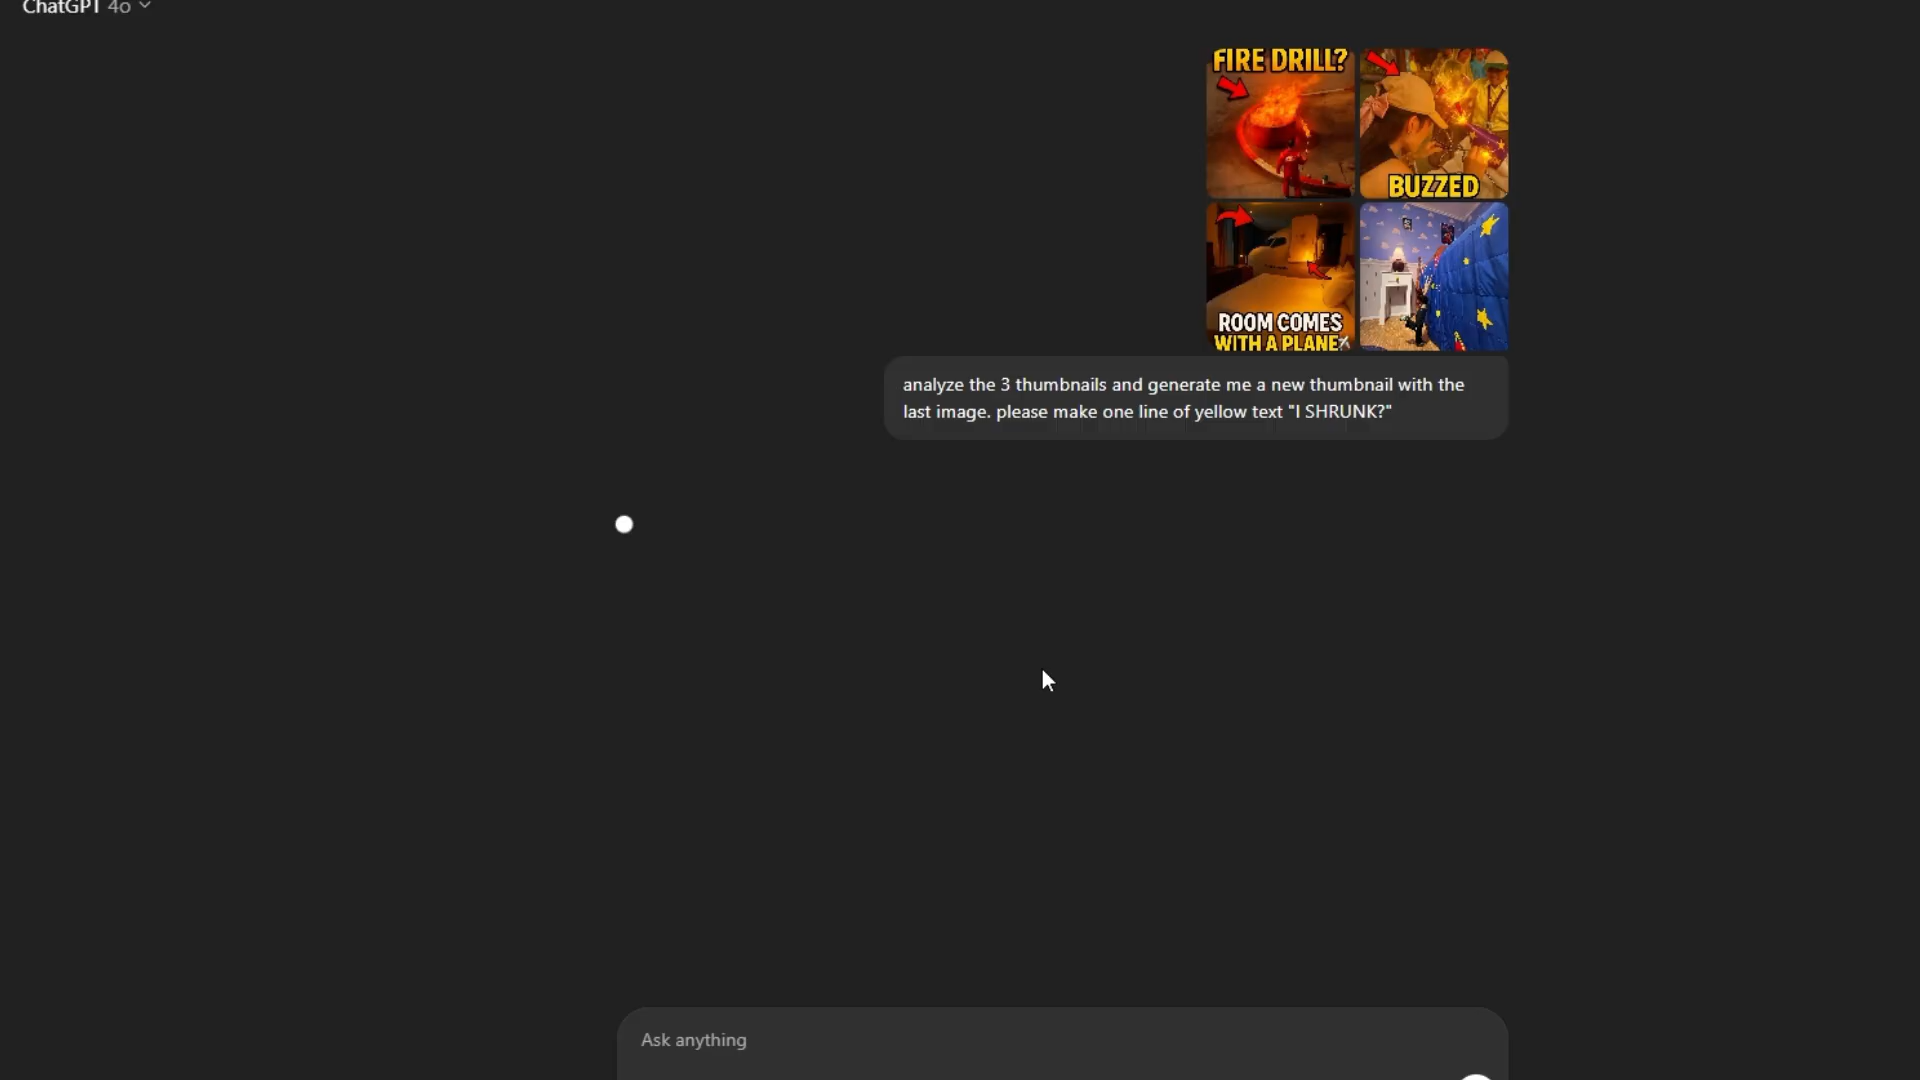 ChatGPT 4o
FIRE DRILL?
BUZZED
ROOM COMES
WITH A PLANE
analyze the 3 thumbnails and generate me a new thumbnail with the
last image. please make one line of yellow text "I SHRUNK?"
Ask anything